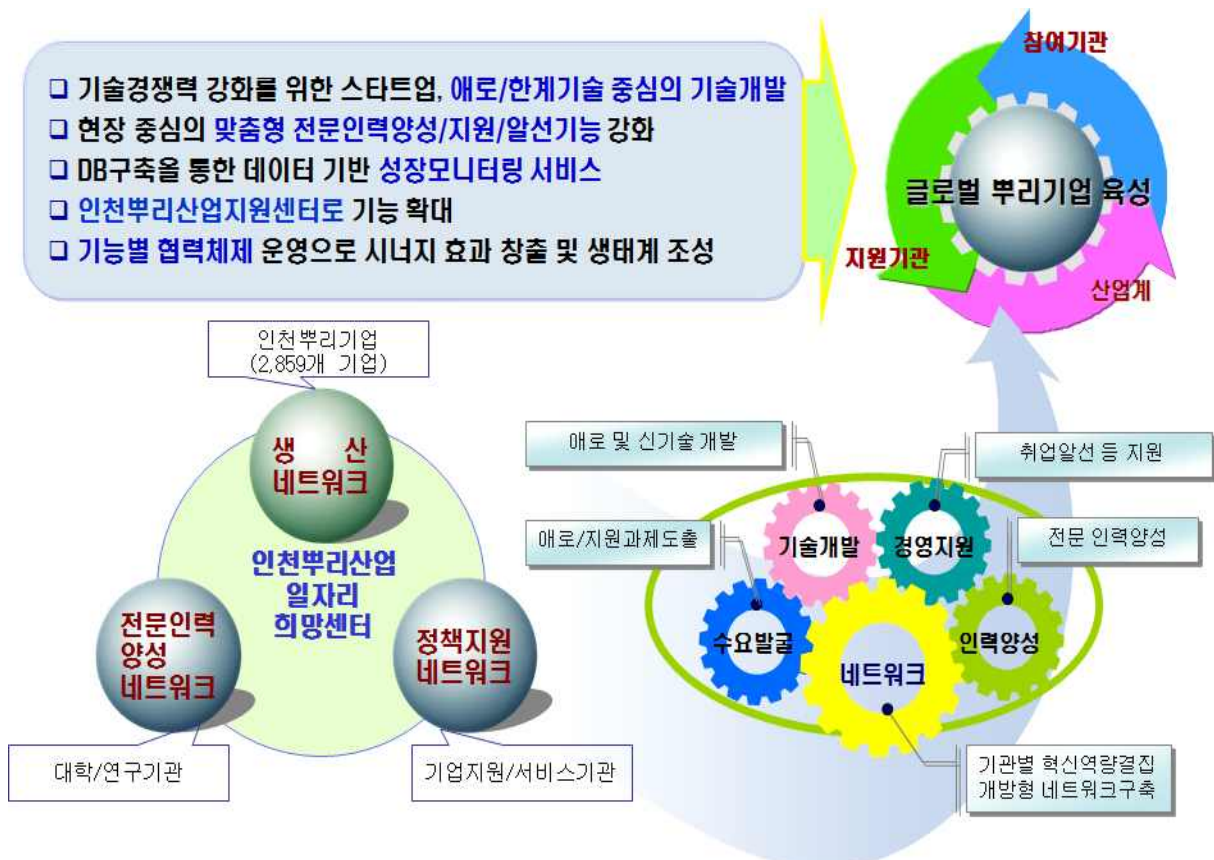 ❑ 기술경쟁력 강화를 위한 스타트업, 애로/한계기술 중심의 기술개발
❑ 현장 중심의 맞춤형 전문인력양성/지원/알선기능 강화
❑ DB구축을 통한 데이터 기반 성장모니터링 서비스
❑ 인천뿌리산업지원센터로 기능 확대
❑ 기능별 협력체제 운영으로 시너지 효과 창출 및 생태계 조성
참여기관
글로벌 뿌리기업 육성
지원기관
산업계
인천뿌리기업
(2,859개 기업)
생 산
네트워크
인천뿌리산업
일자리
희망센터
전문인력
양성
네트워크
정책지원
네트워크
대학/연구기관
기업지원/서비스기관
애로 및 신기술 개발
취업알선 등 지원
애로/지원과제도출
전문 인력양성
기술개발
경영지원
수요발굴
네트워크
인력양성
기관별 혁신역량결집
개방형 네트워크구축